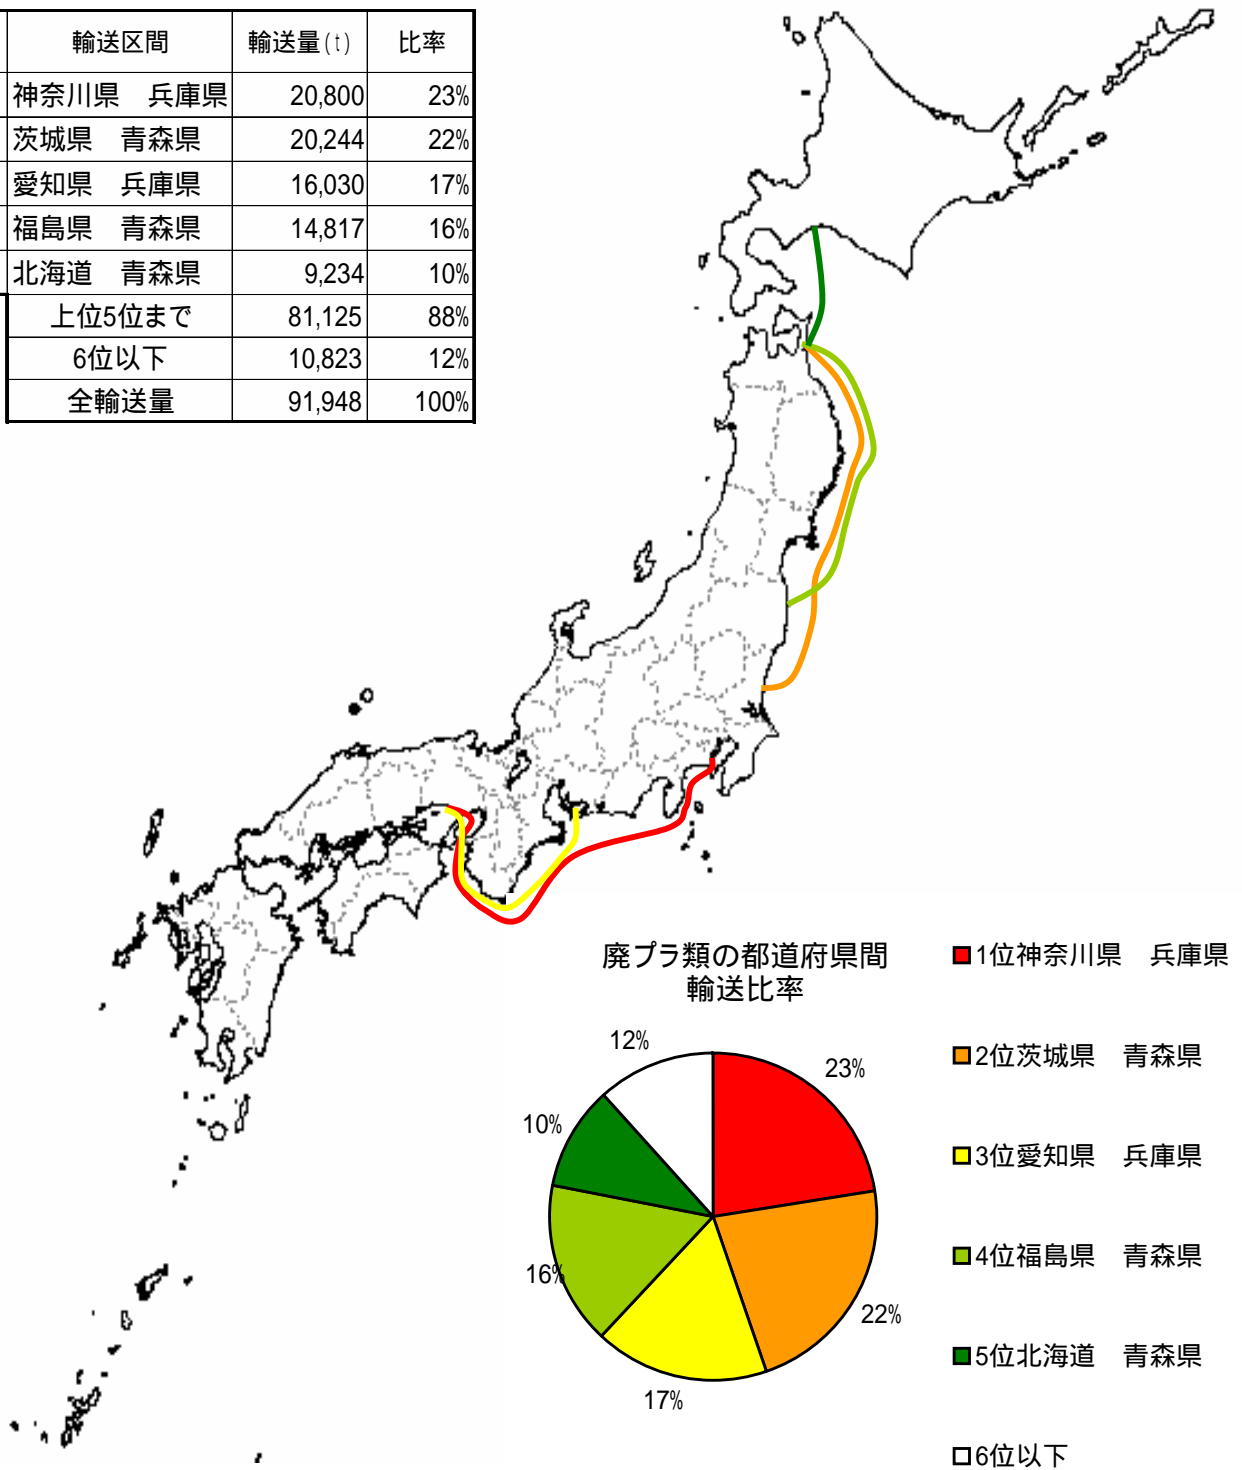 輸送区間 輸送量(t) 比率
神奈川県　兵庫県 20,800 23%
茨城県　青森県 20,244 22%
愛知県　兵庫県 16,030 17%
福島県　青森県 14,817 16%
北海道　青森県 9,234 10%
上位5位まで 81,125 88%
6位以下 10,823 12%
全輸送量 91,948 100%
廃プラ類の都道府県間
輸送比率
12%
23%
10%
16%
22%
17%
1位神奈川県　兵庫県
2位茨城県　青森県
3位愛知県　兵庫県
4位福島県　青森県
5位北海道　青森県
6位以下